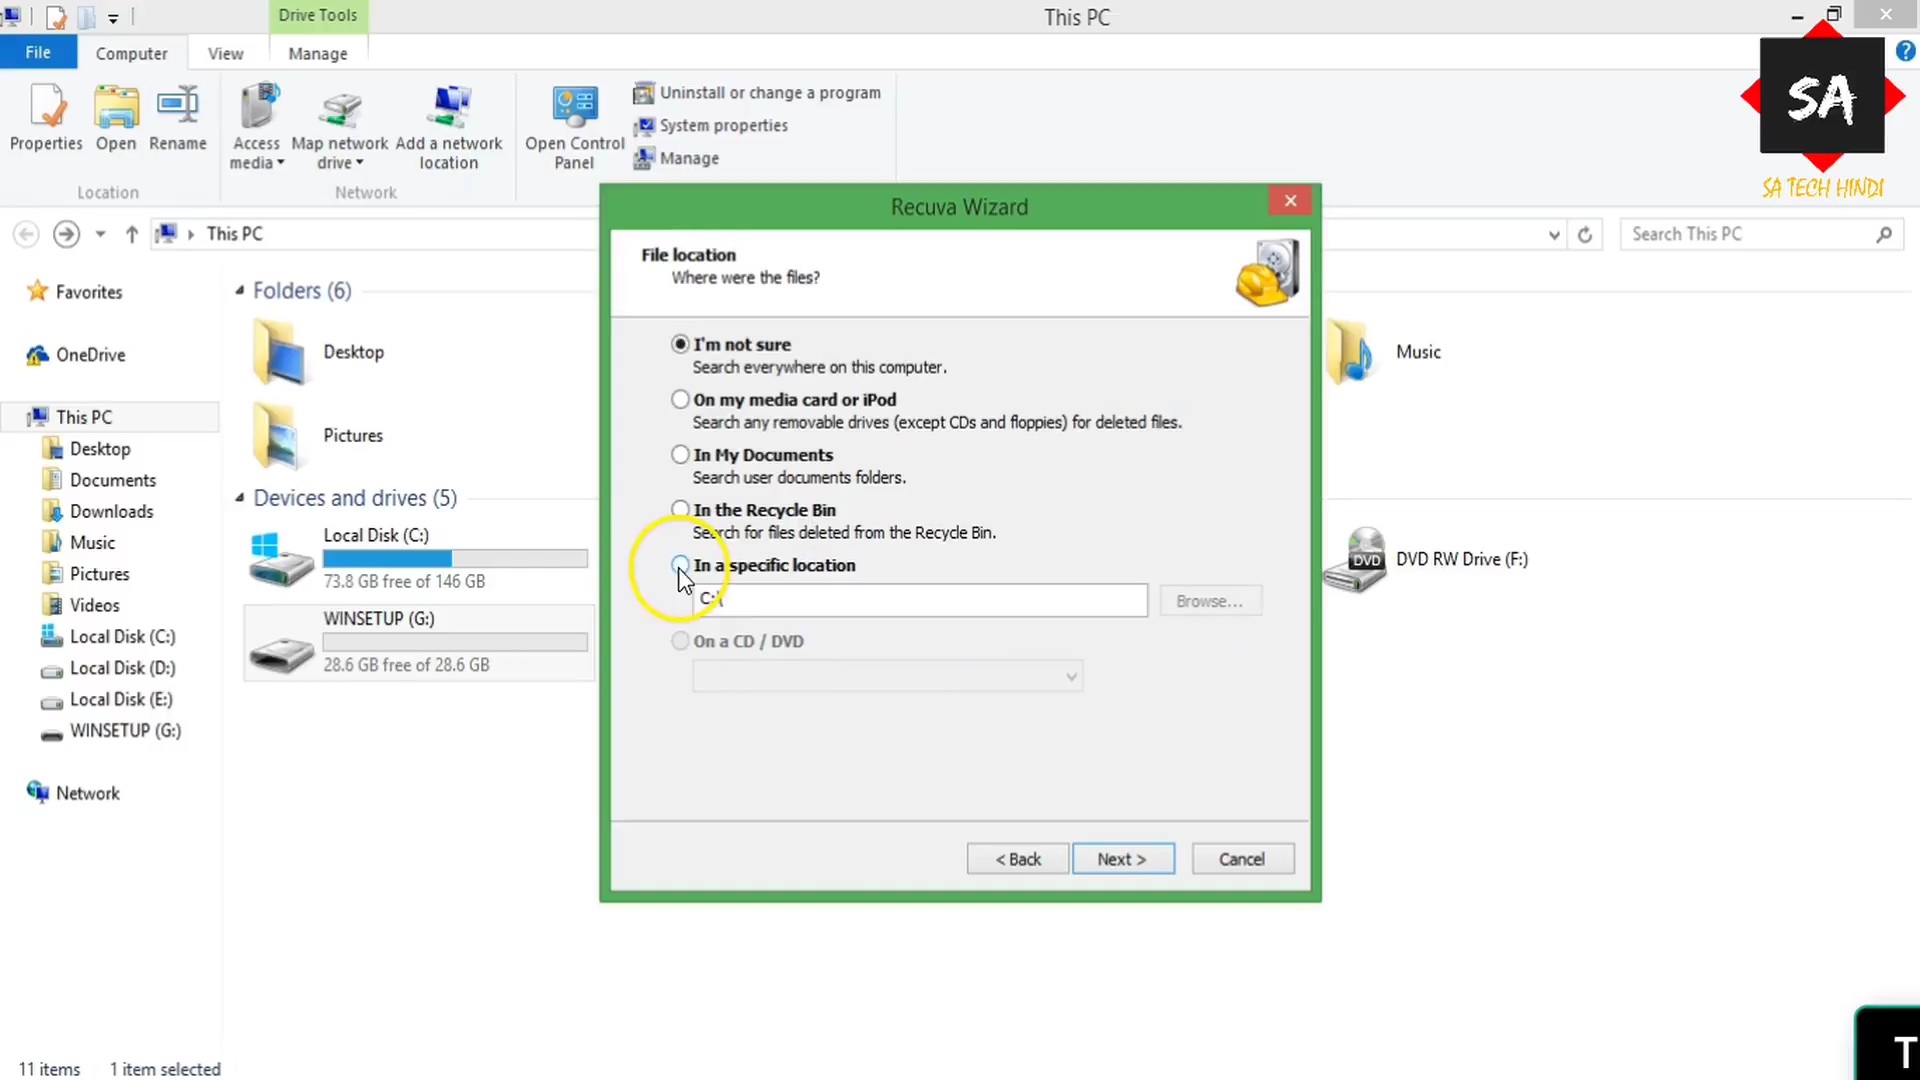 Drive Tools
This PC
File
Computer
View
Manage
Properties
Open
Rename
Access media
Map network drive
Add a network location
Open Control Panel
Uninstall or change a program
System properties
Manage
Location
Network
SA
SA TECH HINDI
This PC
Search This PC
Favorites
OneDrive
This PC
Desktop
Documents
Downloads
Music
Pictures
Videos
Local Disk (C:)
Local Disk (D:)
Local Disk (E:)
WINSETUP (G:)
Network
Folders (6)
Desktop
Pictures
Music
Devices and drives (5)
Local Disk (C:)
73.8 GB free of 146 GB
WINSETUP (G:)
28.6 GB free of 28.6 GB
DVD
DVD RW Drive (F:)
Recuva Wizard
File location
Where were the files?
I'm not sure
Search everywhere on this computer.
On my media card or iPod
Search any removable drives (except CDs and floppies) for deleted files.
In My Documents
Search user documents folders.
In the Recycle Bin
Search for files deleted from the Recycle Bin.
In a specific location
C:\
Browse...
On a CD / DVD
< Back
Next >
Cancel
11 items
1 item selected
T